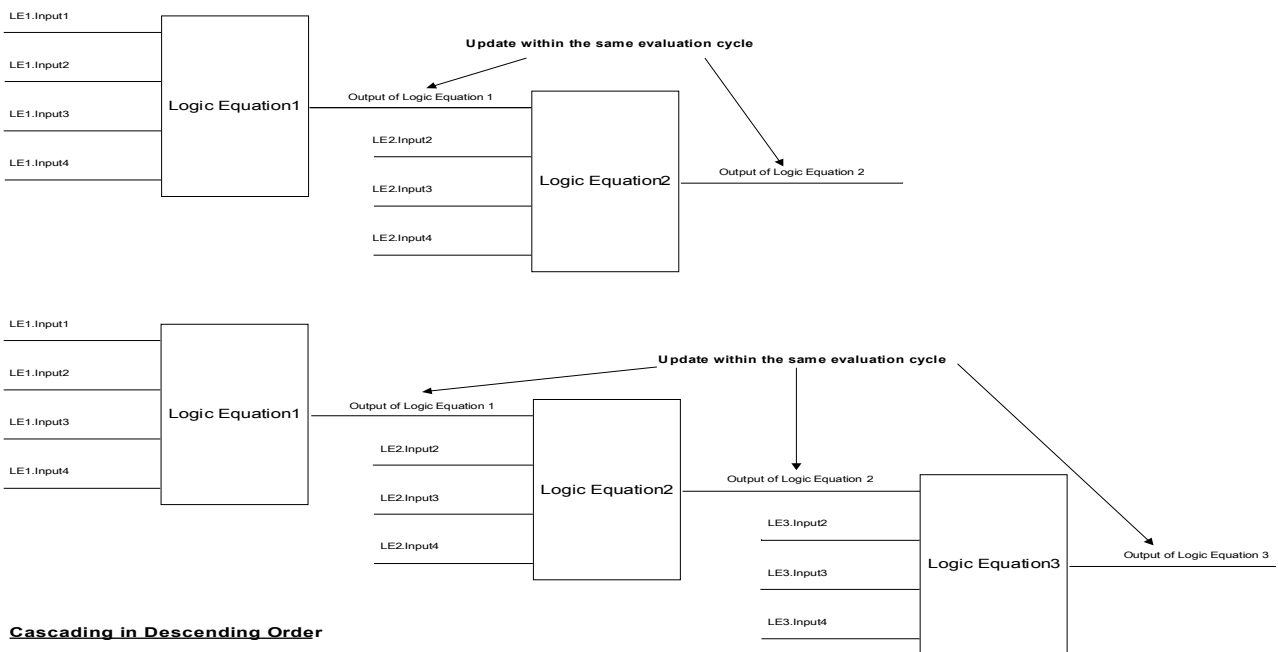 LE1.Input1
LE1.Input2
LE1.Input3
LE1.Input4
Logic Equation1
Update within the same evaluation cycle
Output of Logic Equation 1
LE2.Input2
LE2.Input3
LE2.Input4
Logic Equation2
Output of Logic Equation 2
LE1.Input1
LE1.Input2
LE1.Input3
LE1.Input4
Logic Equation1
Update within the same evaluation cycle
Output of Logic Equation 1
LE2.Input2
LE2.Input3
LE2.Input4
Logic Equation2
Output of Logic Equation 2
LE3.Input2
LE3.Input3
LE3.Input4
Logic Equation3
Output of Logic Equation 3
Cascading in Descending Order